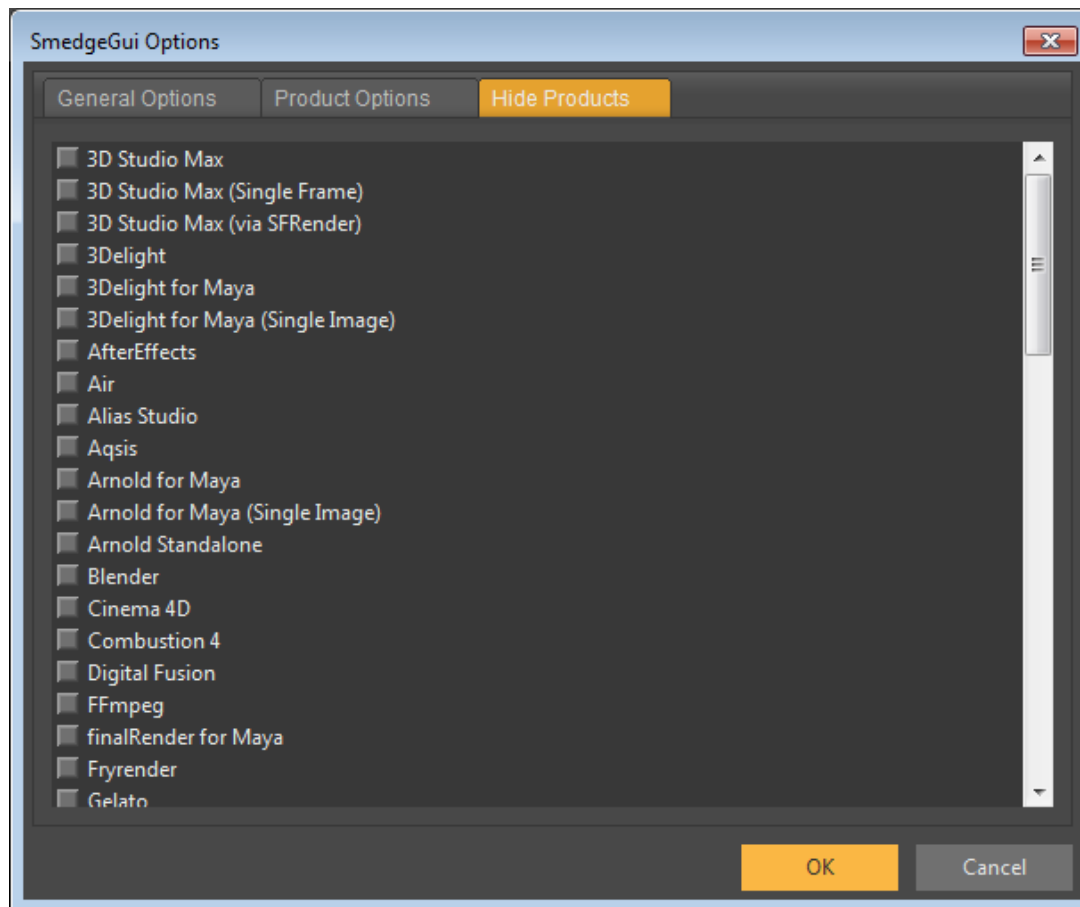 SmedgeGui Options
General Options Product Options Hide Products
3D Studio Max
3D Studio Max (Single Frame)
3D Studio Max (via SFRender)
3Delight
3Delight for Maya
3Delight for Maya (Single Image)
AfterEffects
Air
Alias Studio
Aqsis
Arnold for Maya
Arnold for Maya (Single Image)
Arnold Standalone
Blender
Cinema 4D
Combustion 4
Digital Fusion
FFmpeg
finalRender for Maya
Fryrender
Gelato
OK Cancel